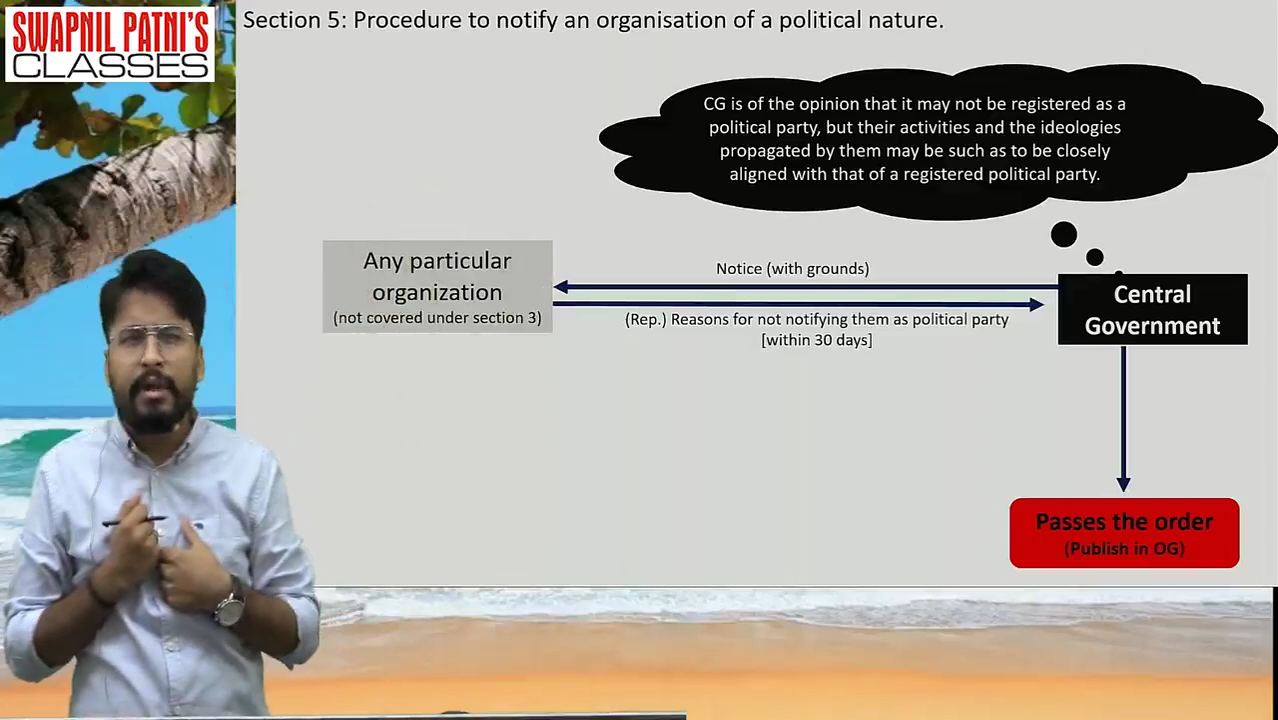 SWAPNIL PATNI'S
CLASSES
Section 5: Procedure to notify an organisation of a political nature.
CG is of the opinion that it may not be registered as a
political party, but their activities and the ideologies
propagated by them may be such as to be closely
aligned with that of a registered political party.
Any particular
organization
(not covered under section 3)
Notice (with grounds)
(Rep.) Reasons for not notifying them as political party
[within 30 days]
Central
Government
Passes the order
(Publish in OG)